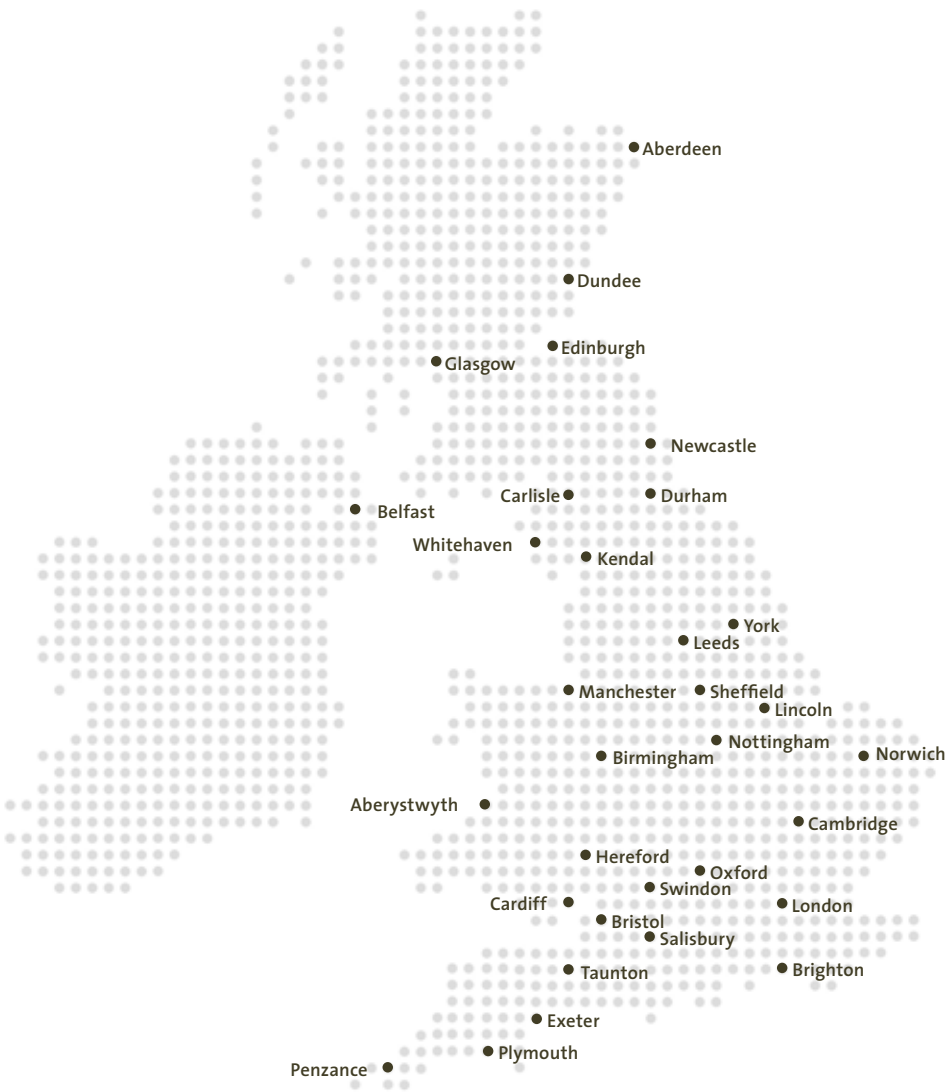 Aberdeen
Dundee
Edinburgh
Glasgow
Newcastle
Carlisle
Durham
Belfast
Whitehaven
Kendal
York
Leeds
Manchester
Sheffield
Lincoln
Nottingham
Norwich
Birmingham
Aberystwyth
Cambridge
Hereford
Oxford
Swindon
Cardiff
London
Bristol
Salisbury
Taunton
Brighton
Exeter
Plymouth
Penzance